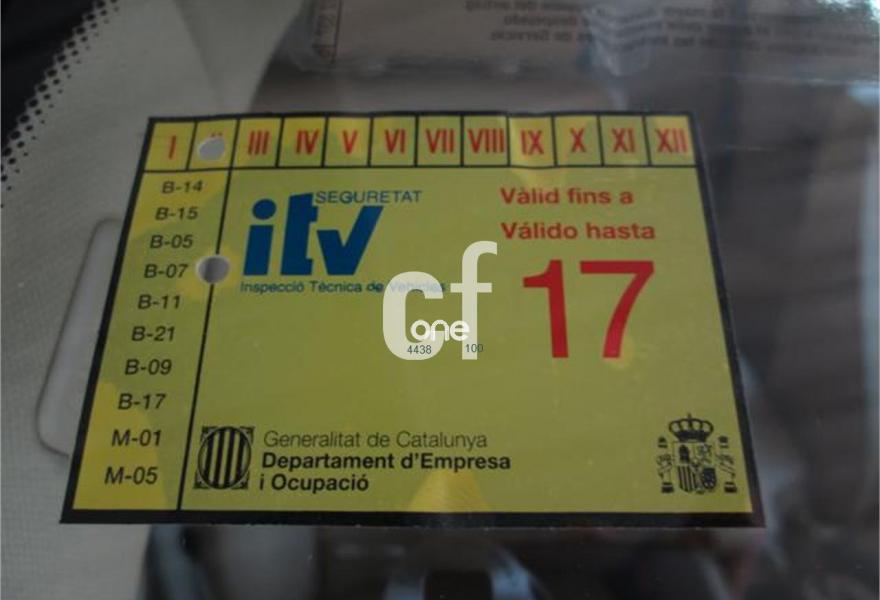 I III IV V VI VII VIII IX X XI XII
B-14
B-15
B-05
B-07
B-11
B-21
B-09
B-17
M-01
M-05
SEGURETAT
itv
Inspecció Tècnica de Vehicles
Vàlid fins a
Válido hasta
17
cf
one
4438 100
Generalitat de Catalunya
Departament d'Empresa
i Ocupació